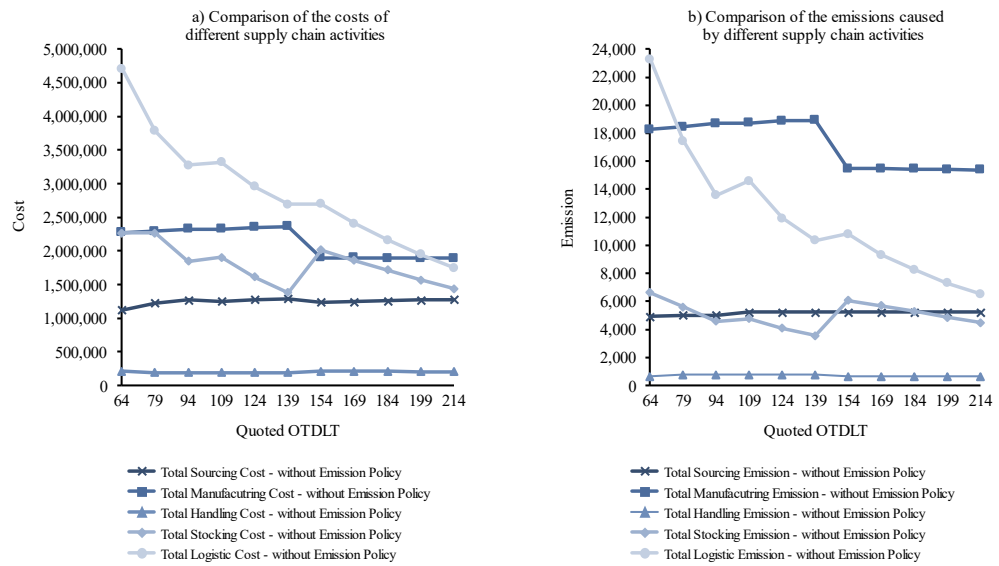 a) Comparison of the costs of
different supply chain activities
5,000,000
4,500,000
4,000,000
3,500,000
3,000,000
2,500,000
2,000,000
1,500,000
1,000,000
500,000
0
Cost
64 79 94 109 124 139 154 169 184 199 214
Quoted OTDLT
Total Sourcing Cost - without Emission Policy
Total Manufacutring Cost - without Emission Policy
Total Handling Cost - without Emission Policy
Total Stocking Cost - without Emission Policy
Total Logistic Cost - without Emission Policy
b) Comparison of the emissions caused
by different supply chain activities
24,000
22,000
20,000
18,000
16,000
14,000
12,000
10,000
8,000
6,000
4,000
2,000
0
Emission
64 79 94 109 124 139 154 169 184 199 214
Quoted OTDLT
Total Sourcing Emission - without Emission Policy
Total Manufacutring Emission - without Emission Policy
Total Handling Emission - without Emission Policy
Total Stocking Emission - without Emission Policy
Total Logistic Emission - without Emission Policy